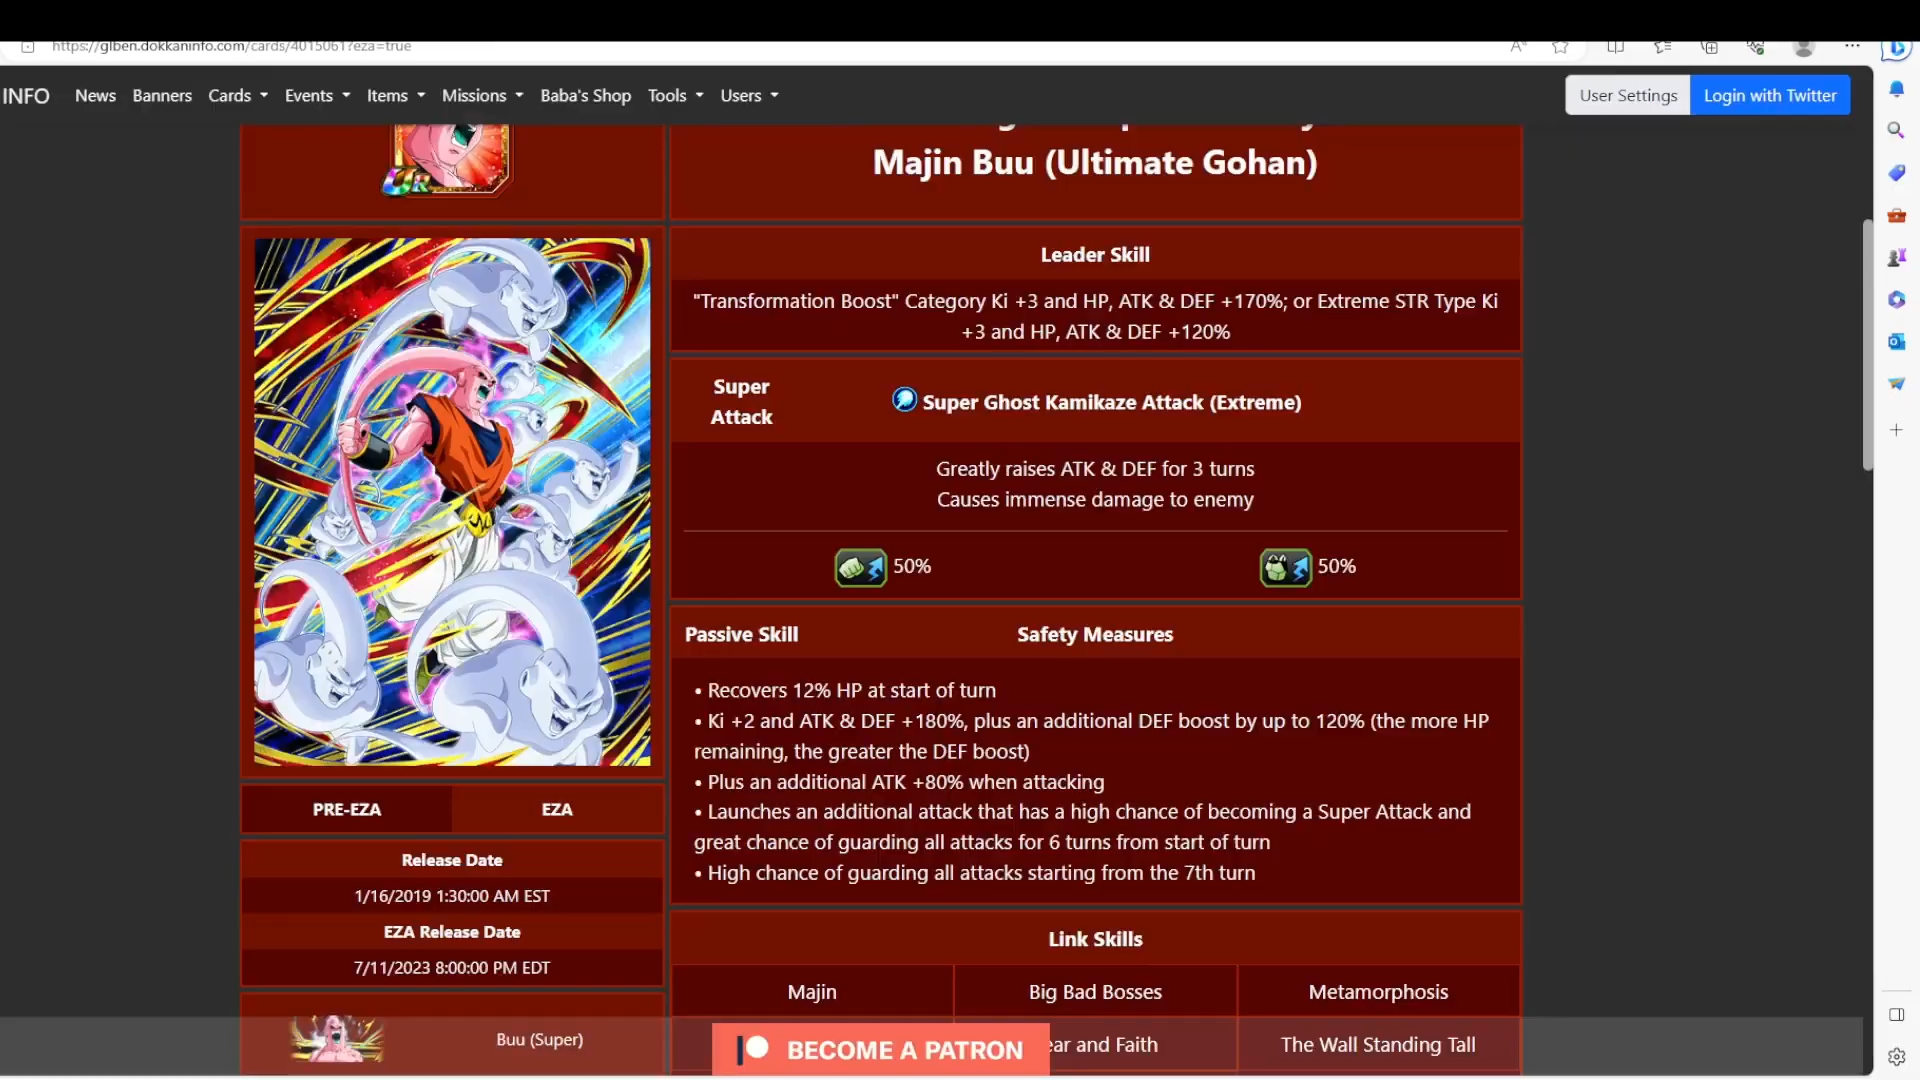 https://glben.dokkaninfo.com/cards/4015061?eza=true
INFO News Banners Cards Events Items Missions Baba's Shop Tools Users User Settings Login with Twitter
UR
Majin Buu (Ultimate Gohan)
Leader Skill
"Transformation Boost" Category Ki +3 and HP, ATK & DEF +170%; or Extreme STR Type Ki
+3 and HP, ATK & DEF +120%
Super
Attack
Super Ghost Kamikaze Attack (Extreme)
Greatly raises ATK & DEF for 3 turns
Causes immense damage to enemy
50% 50%
Passive Skill Safety Measures
• Recovers 12% HP at start of turn
• Ki +2 and ATK & DEF +180%, plus an additional DEF boost by up to 120% (the more HP
remaining, the greater the DEF boost)
• Plus an additional ATK +80% when attacking
• Launches an additional attack that has a high chance of becoming a Super Attack and
great chance of guarding all attacks for 6 turns from start of turn
• High chance of guarding all attacks starting from the 7th turn
PRE-EZA EZA
Release Date
1/16/2019 1:30:00 AM EST
EZA Release Date
7/11/2023 8:00:00 PM EDT
Buu (Super)
Link Skills
Majin Big Bad Bosses Metamorphosis
and Faith The Wall Standing Tall
BECOME A PATRON